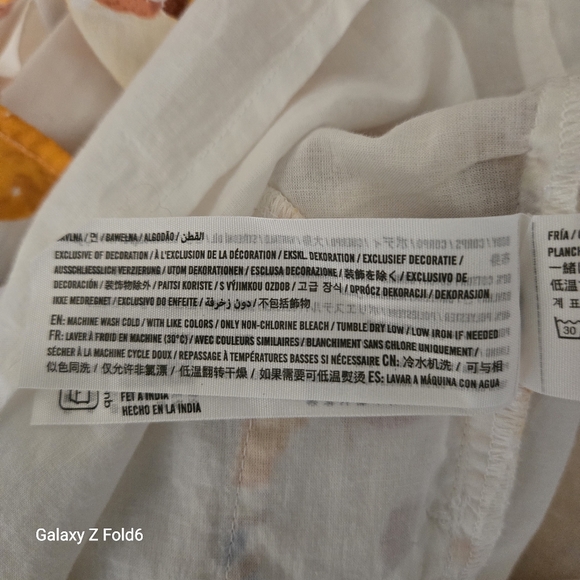 BAWEŁNA / ALGODÃO / القطن
EXCLUSIVE OF DECORATION / À L'EXCLUSION DE LA DÉCORATION / EKSKL. DEKORATION / EXCLUSIEF DECORATIE /
AUSSCHLIESSLICH VERZIERUNG / UTOM DEKORATIONEN / ESCLUSA DECORAZIONE / 装飾を除く / EXCLUSIVO DE
DECORACIÓN / 装饰物除外 / PAITSI KORISTE / S VÝJIMKOU OZDOB / 고급 장식 / OPRÓCZ DEKORACJI / DEKORASJON
IKKE MEDREGNET / EXCLUSIVO DO ENFEITE / دون زخرفة / 不包括飾物
EN: MACHINE WASH COLD / WITH LIKE COLORS / ONLY NON-CHLORINE BLEACH / TUMBLE DRY LOW / LOW IRON IF NEEDED
FR: LAVER À FROID EN MACHINE (30°C) / AVEC COULEURS SIMILAIRES / BLANCHIMENT SANS CHLORE UNIQUEMENT /
SÉCHER À LA MACHINE CYCLE DOUX / REPASSAGE À TEMPÉRATURES BASSES SI NÉCESSAIRE CN: 冷水机洗 / 可与相
似色同洗 / 仅允许非氯漂 / 低温翻转干燥 / 如果需要可低温熨烫 ES: LAVAR A MÁQUINA CON AGUA
INDIA
HECHO EN LA INDIA
FRÍA /
PLANCH
低温
계 표
30
Galaxy Z Fold6